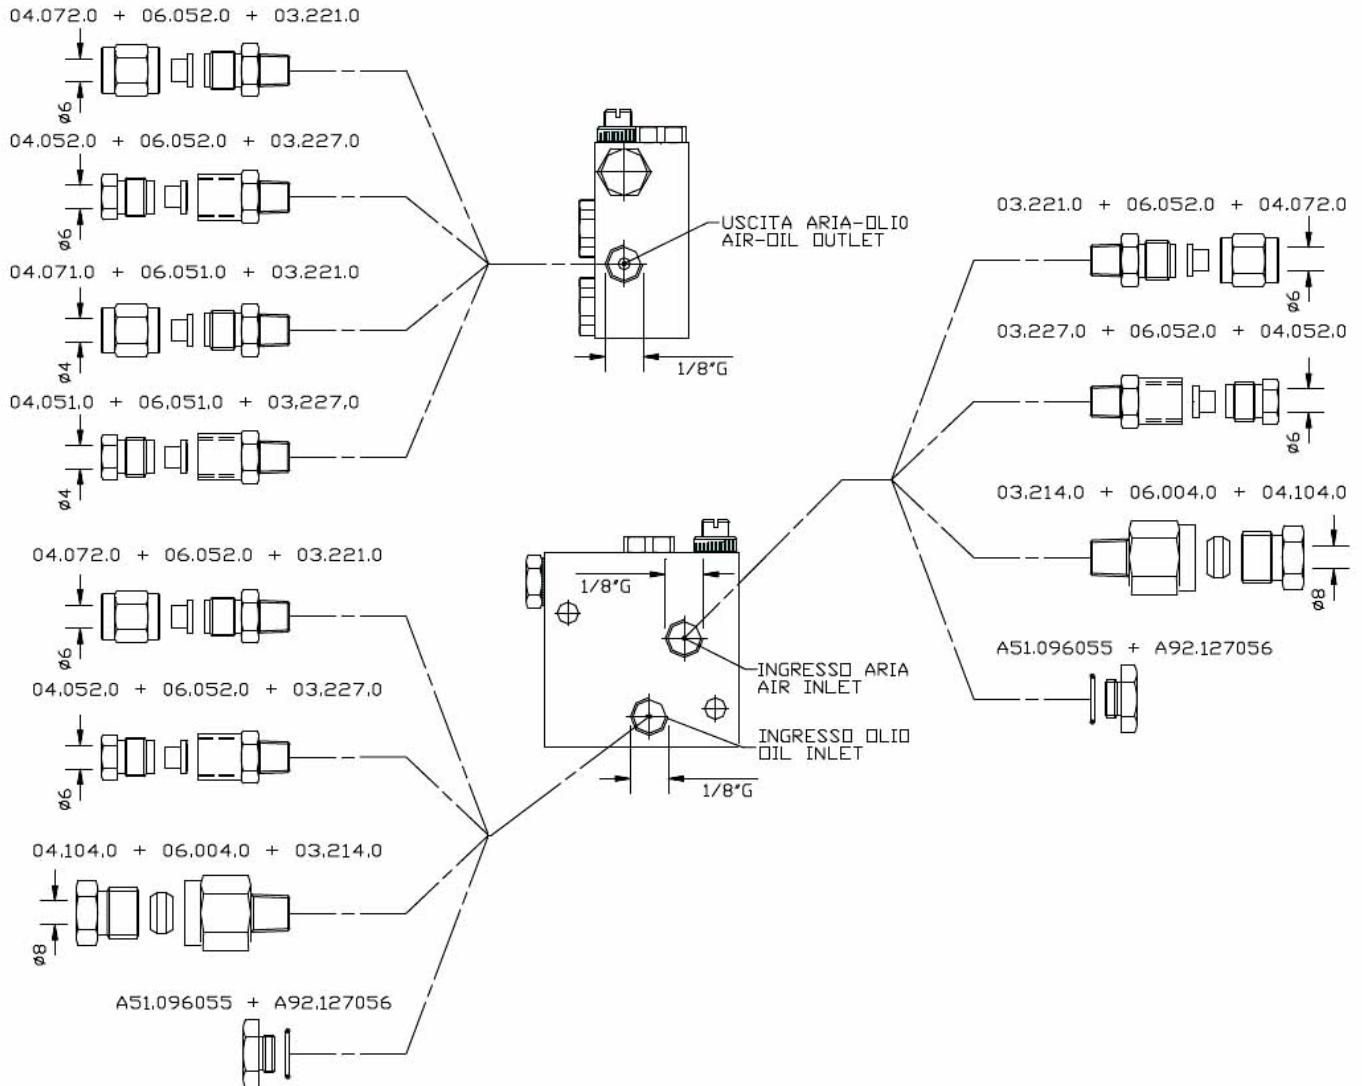 04.072.0 + 06.052.0 + 03.221.0
ø6
04.052.0 + 06.052.0 + 03.227.0
ø6
04.071.0 + 06.051.0 + 03.221.0
ø4
04.051.0 + 06.051.0 + 03.227.0
ø4
USCITA ARIA-OLIO
AIR-OIL OUTLET
1/8"G
03.221.0 + 06.052.0 + 04.072.0
ø6
03.227.0 + 06.052.0 + 04.052.0
ø6
03.214.0 + 06.004.0 + 04.104.0
ø8
A51.096055 + A92.127056
04.072.0 + 06.052.0 + 03.221.0
ø6
04.052.0 + 06.052.0 + 03.227.0
ø6
04.104.0 + 06.004.0 + 03.214.0
ø8
A51.096055 + A92.127056
1/8"G
INGRESSO ARIA
AIR INLET
INGRESSO OLIO
OIL INLET
1/8"G